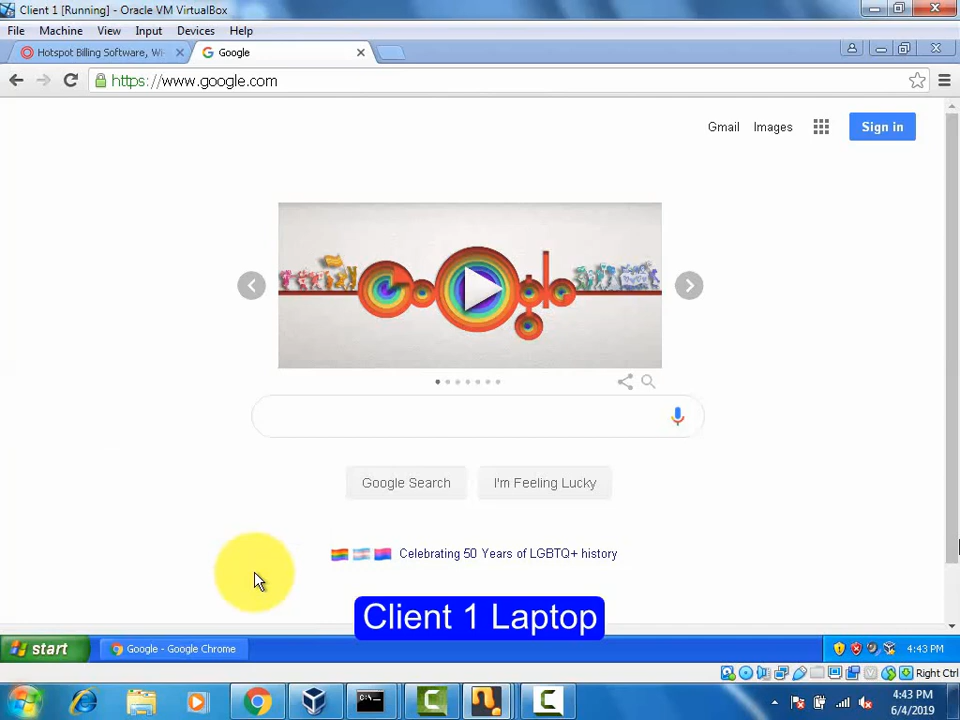 Client 1 [Running] - Oracle VM VirtualBox
File Machine View Input Devices Help
Hotspot Billing Software, Wi-
Google
https://www.google.com
Gmail Images Sign in
Google Search I'm Feeling Lucky
Celebrating 50 Years of LGBTQ+ history
Client 1 Laptop
start Google - Google Chrome 4:43 PM
Right Ctrl
4:43 PM
6/4/2019